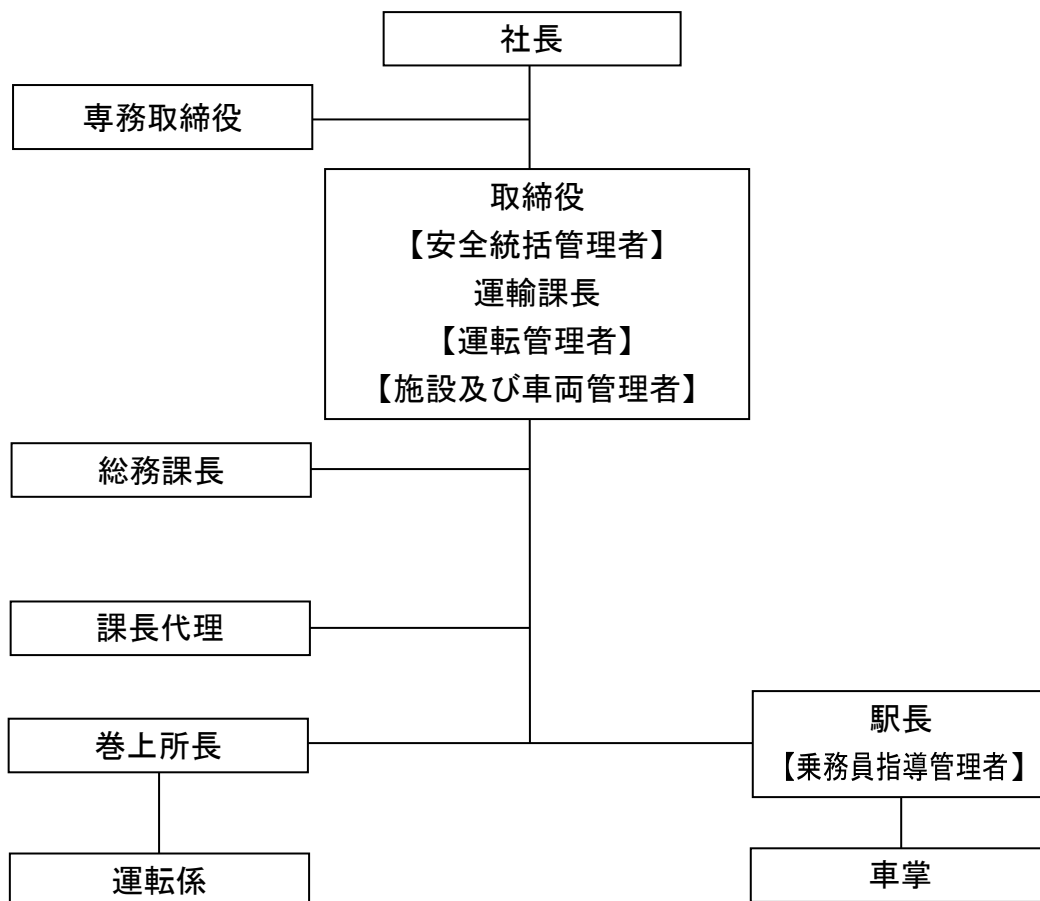 社長
専務取締役
取締役
【安全統括管理者】
運輸課長
【運転管理者】
【施設及び車両管理者】
総務課長
課長代理
巻上所長
駅長
【乗務員指導管理者】
運転係
車掌